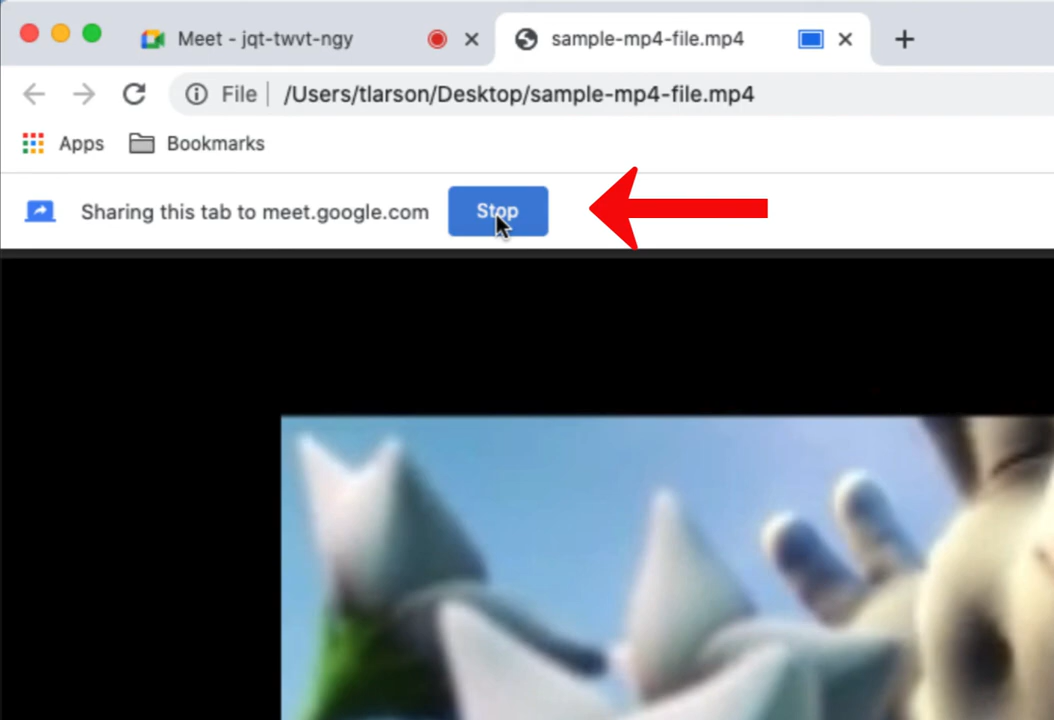 Meet - jqt-twvt-ngy
sample-mp4-file.mp4
File /Users/tlarson/Desktop/sample-mp4-file.mp4
Apps Bookmarks
Sharing this tab to meet.google.com Stop